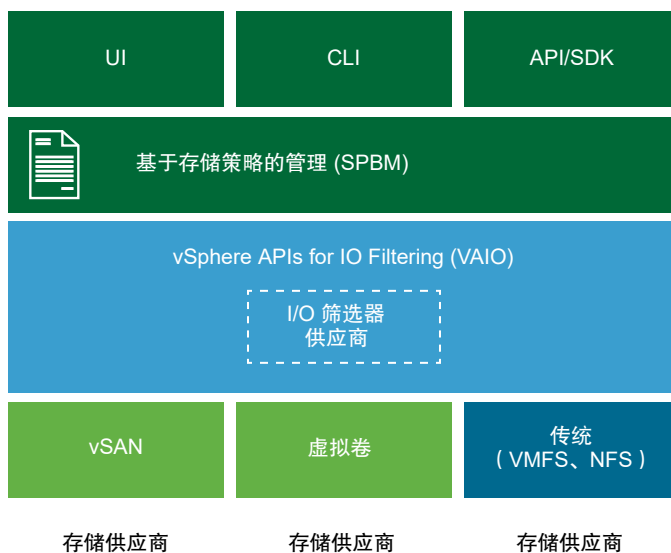 UI
CLI
API/SDK
基于存储策略的管理 (SPBM)
vSphere APIs for IO Filtering (VAIO)
I/O 筛选器
供应商
vSAN
虚拟卷
传统
（VMFS、NFS）
存储供应商
存储供应商
存储供应商